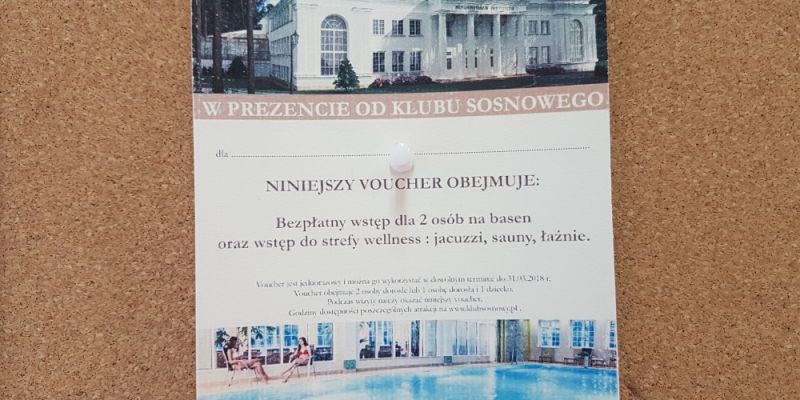 W PREZENCIE OD KLUBU SOSNOWEGO
dla
NINIEJSZY VOUCHER OBEJMUJE:
Bezpłatny wstęp dla 2 osób na basen
oraz wstęp do strefy wellness : jacuzzi, sauny, łaźnie.
Voucher jest jednorazowy i można go wykorzystać w dowolnym terminie do 31.03.2018 r.
Voucher obejmuje 2 osoby dorosłe lub 1 osobę dorosłą i 1 dziecko.
Podczas wizyty należy okazać niniejszy voucher.
Godziny dostępności poszczególnych atrakcji na www.klubsosnowy.pl .